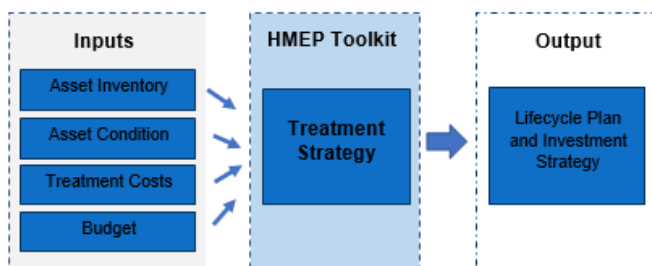 Inputs
Asset Inventory
Asset Condition
Treatment Costs
Budget
HMEP Toolkit
Treatment
Strategy
Output
Lifecycle Plan
and Investment
Strategy